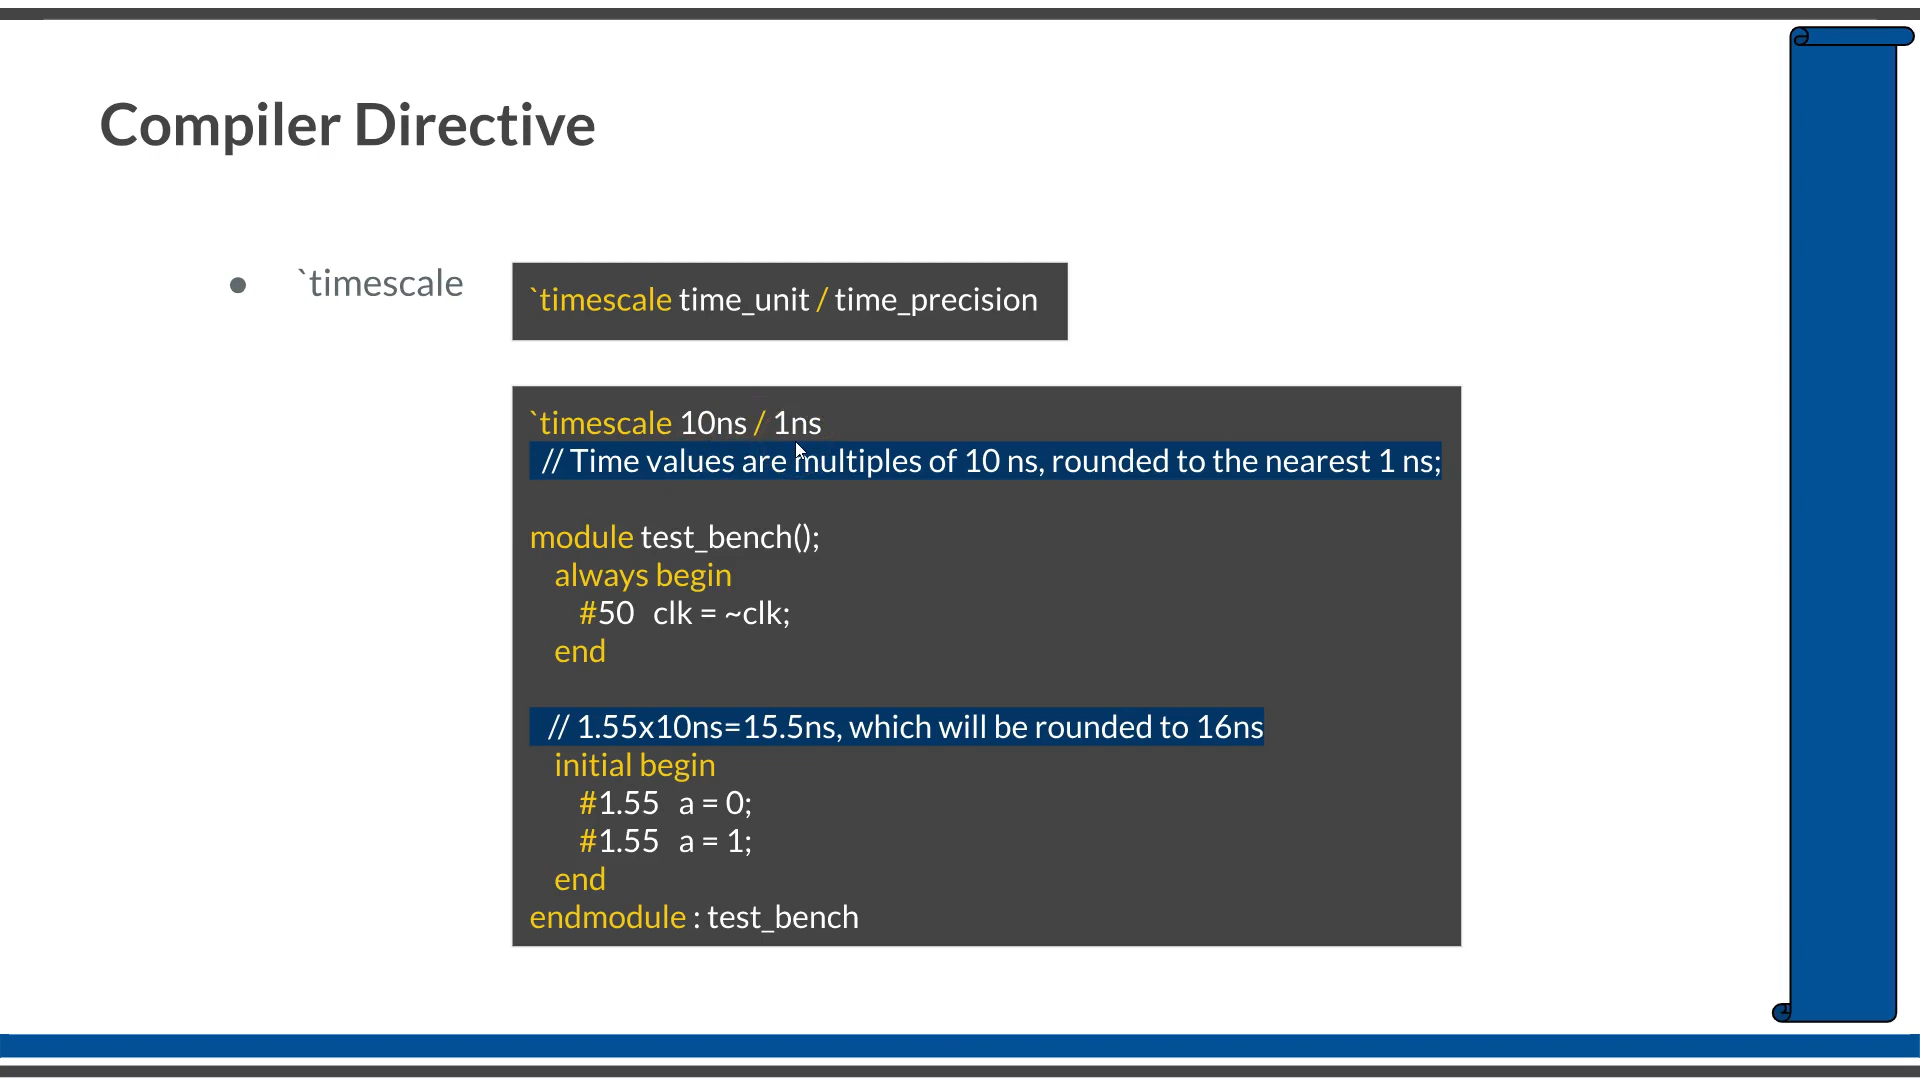 Compiler Directive
● `timescale
`timescale time_unit / time_precision
`timescale 10ns / 1ns
// Time values are multiples of 10 ns, rounded to the nearest 1 ns;
module test_bench();
always begin
#50 clk = ~clk;
end
// 1.55x10ns=15.5ns, which will be rounded to 16ns
initial begin
#1.55 a = 0;
#1.55 a = 1;
end
endmodule : test_bench